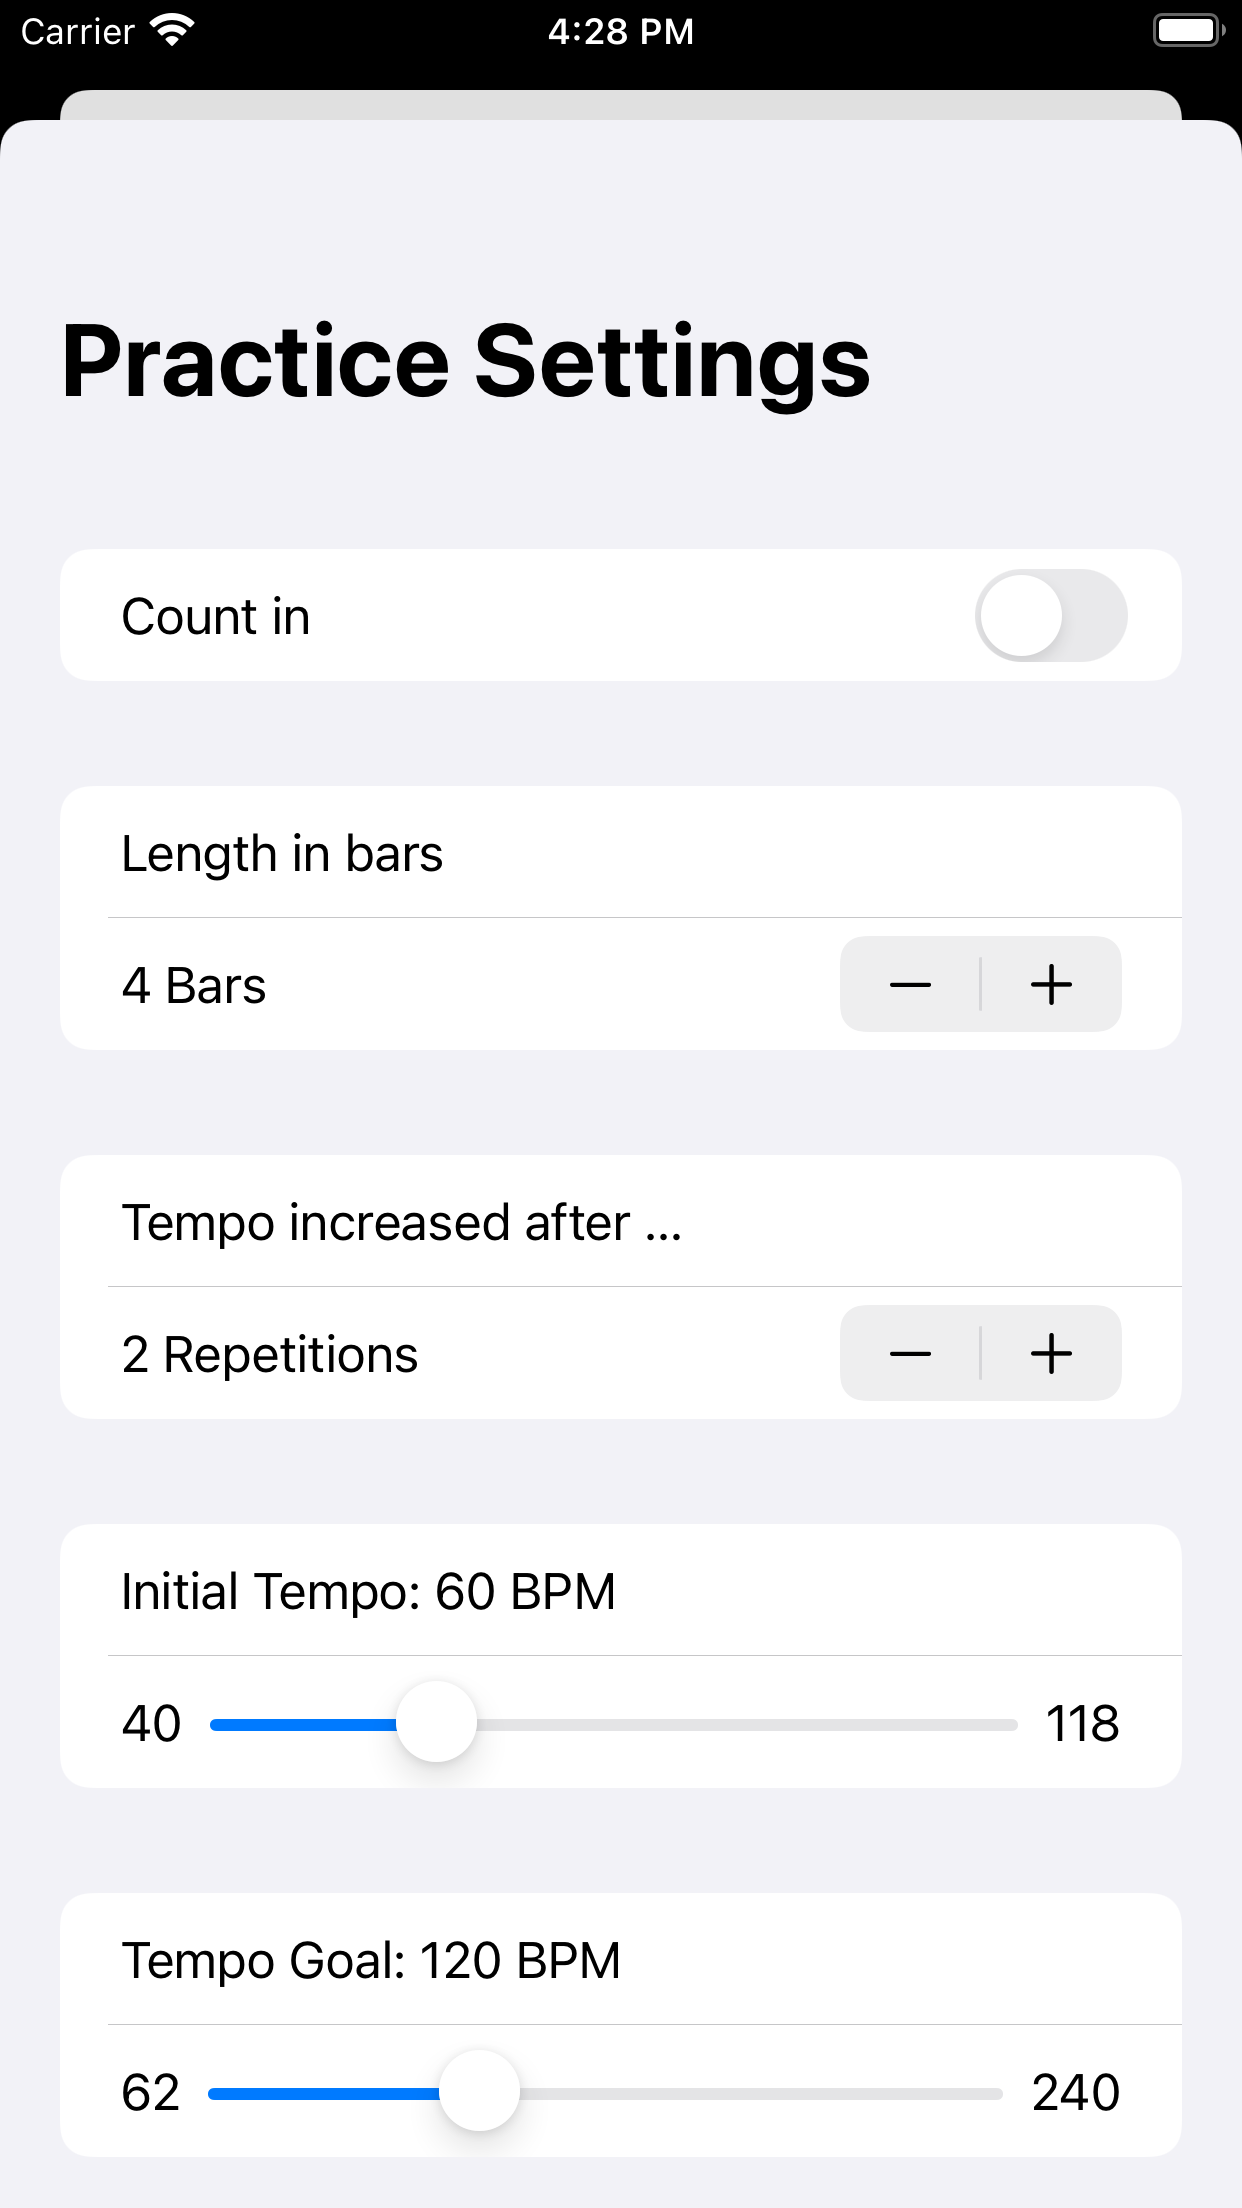 Carrier 4:28 PM
Practice Settings
Count in
Length in bars
4 Bars
Tempo increased after ...
2 Repetitions
Initial Tempo: 60 BPM
40 118
Tempo Goal: 120 BPM
62 240